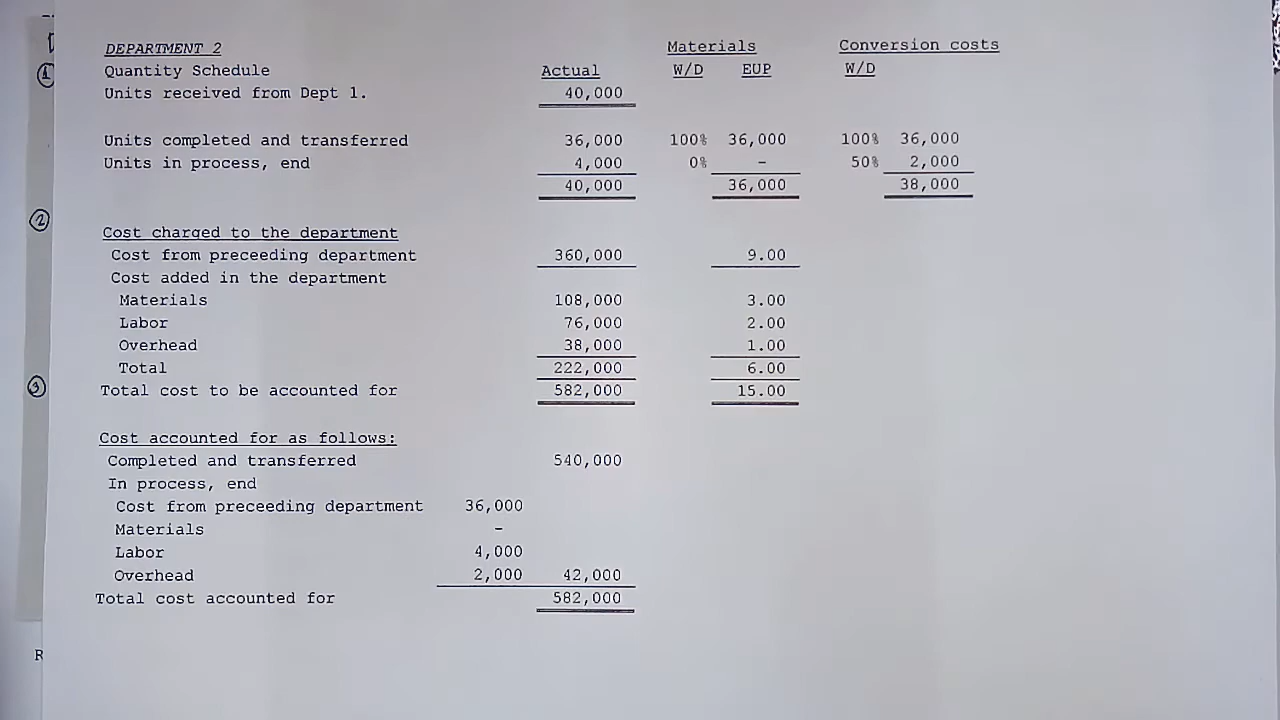 DEPARTMENT 2 Materials Conversion costs
Quantity Schedule Actual W/D EUP W/D
Units received from Dept 1. 40,000
Units completed and transferred 36,000 100% 36,000 100% 36,000
Units in process, end 4,000 0% - 50% 2,000
40,000 36,000 38,000
Cost charged to the department
Cost from preceeding department 360,000 9.00
Cost added in the department
Materials 108,000 3.00
Labor 76,000 2.00
Overhead 38,000 1.00
Total 222,000 6.00
Total cost to be accounted for 582,000 15.00
Cost accounted for as follows:
Completed and transferred 540,000
In process, end
Cost from preceeding department 36,000
Materials -
Labor 4,000
Overhead 2,000 42,000
Total cost accounted for 582,000
1
2
3
R